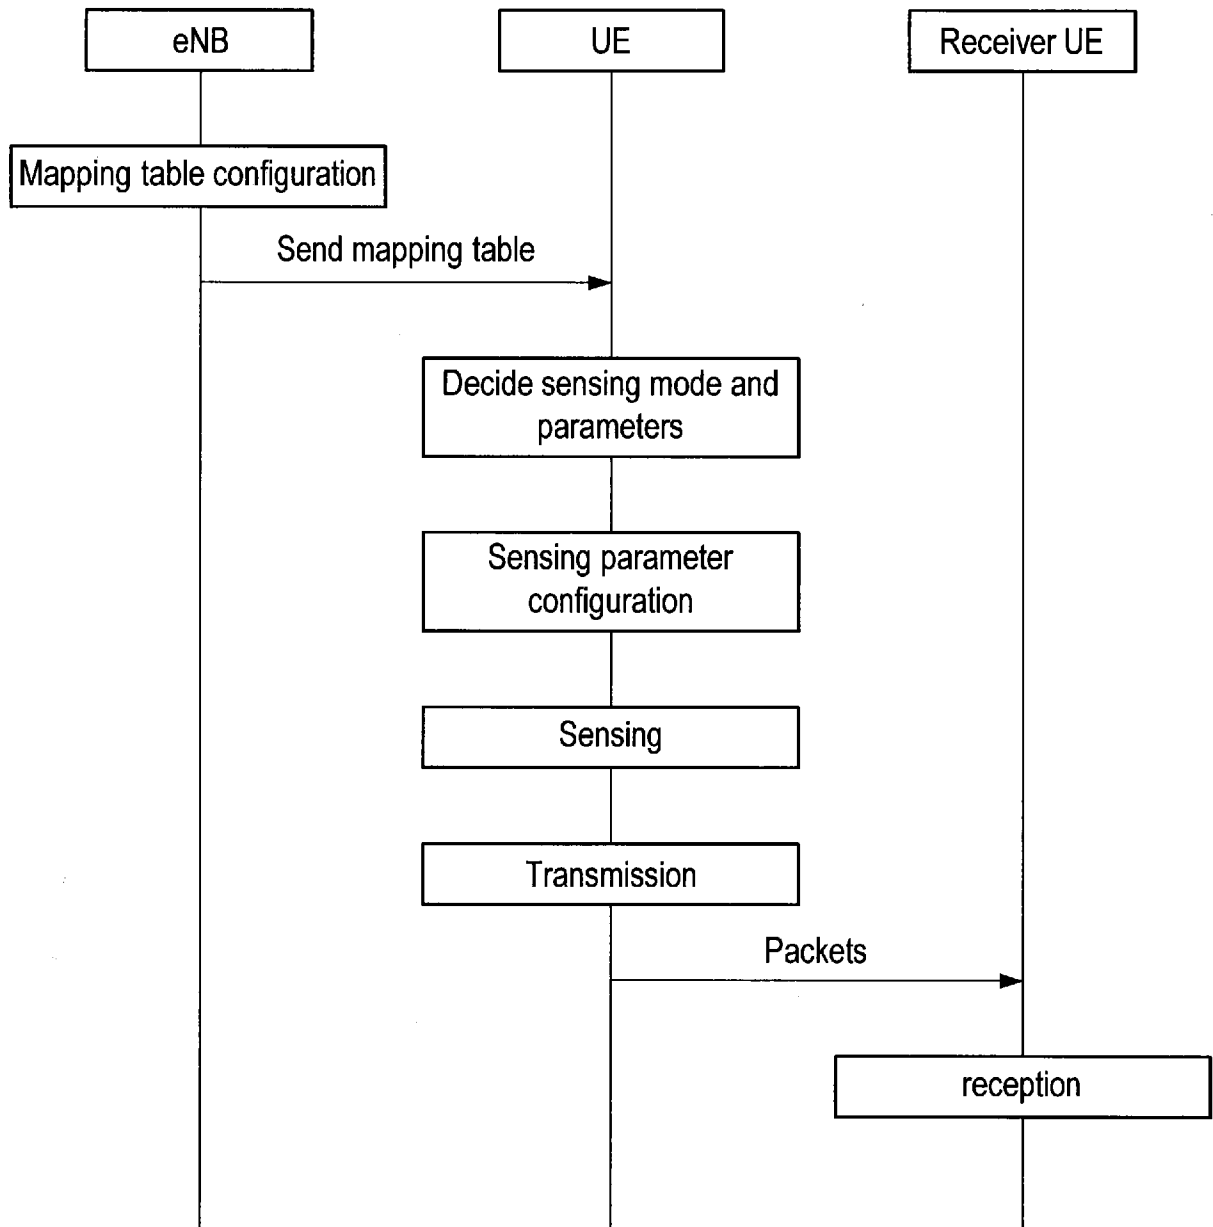 eNB
UE
Receiver UE
Mapping table configuration
Send mapping table
Decide sensing mode and
parameters
Sensing parameter
configuration
Sensing
Transmission
Packets
reception